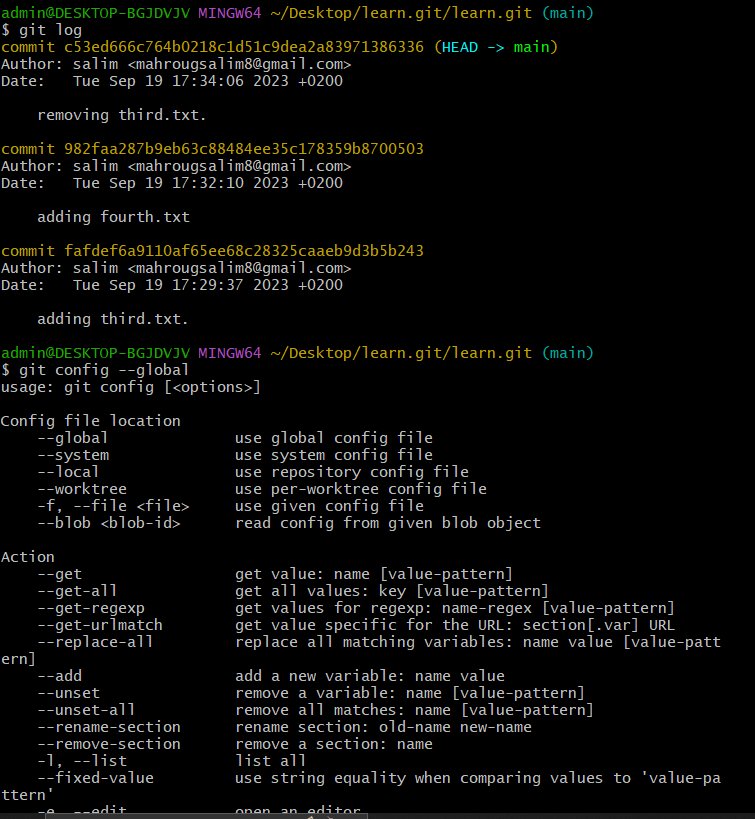 admin@DESKTOP-BGJDVJV MINGW64 ~/Desktop/learn.git/learn.git (main)
$ git log
commit c53ed666c764b0218c1d51c9dea2a83971386336 (HEAD -> main)
Author: salim <mahrougsalim8@gmail.com>
Date:   Tue Sep 19 17:34:06 2023 +0200

    removing third.txt.

commit 982faa287b9eb63c88484ee35c178359b8700503
Author: salim <mahrougsalim8@gmail.com>
Date:   Tue Sep 19 17:32:10 2023 +0200

    adding fourth.txt

commit fafdef6a9110af65ee68c28325caaeb9d3b5b243
Author: salim <mahrougsalim8@gmail.com>
Date:   Tue Sep 19 17:29:37 2023 +0200

    adding third.txt.

admin@DESKTOP-BGJDVJV MINGW64 ~/Desktop/learn.git/learn.git (main)
$ git config --global
usage: git config [<options>]

Config file location
    --global              use global config file
    --system              use system config file
    --local               use repository config file
    --worktree            use per-worktree config file
    -f, --file <file>     use given config file
    --blob <blob-id>      read config from given blob object

Action
    --get                 get value: name [value-pattern]
    --get-all             get all values: key [value-pattern]
    --get-regexp          get values for regexp: name-regex [value-pattern]
    --get-urlmatch        get value specific for the URL: section[.var] URL
    --replace-all         replace all matching variables: name value [value-patt
ern]
    --add                 add a new variable: name value
    --unset               remove a variable: name [value-pattern]
    --unset-all           remove all matches: name [value-pattern]
    --rename-section      rename section: old-name new-name
    --remove-section      remove a section: name
    -l, --list            list all
    --fixed-value         use string equality when comparing values to 'value-pa
ttern'
    -e, --edit            open an editor